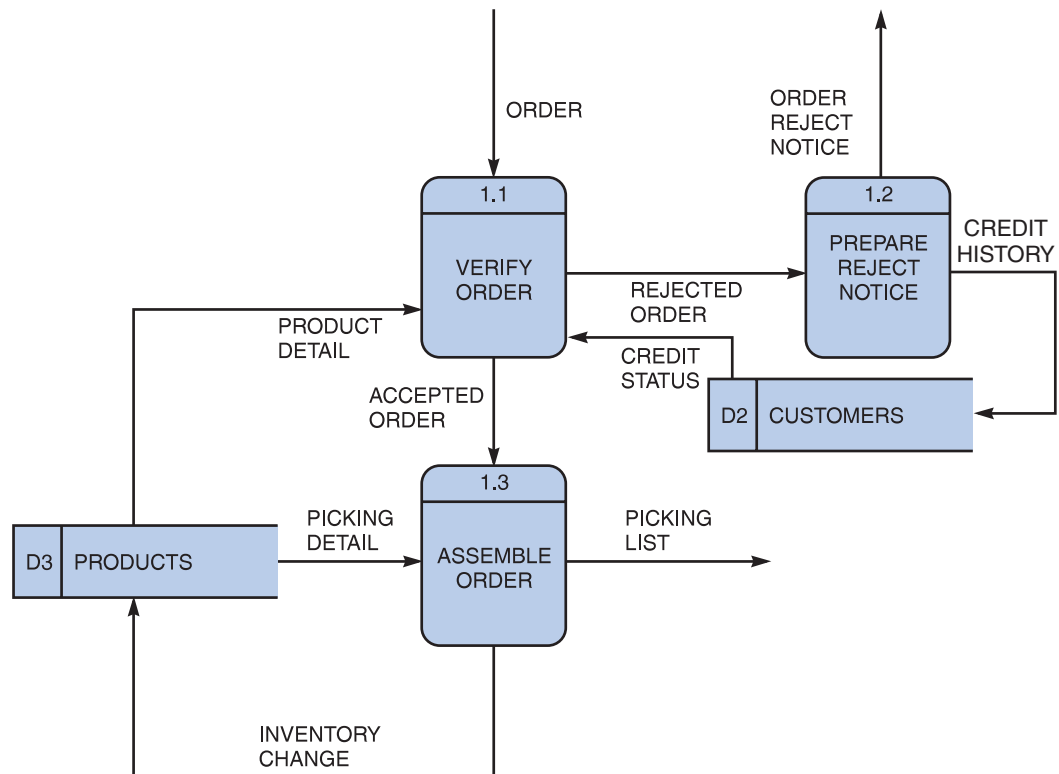 ORDER
ORDER
REJECT
NOTICE
1.1
VERIFY
ORDER
1.2
PREPARE
REJECT
NOTICE
CREDIT
HISTORY
REJECTED
ORDER
PRODUCT
DETAIL
CREDIT
STATUS
ACCEPTED
ORDER
D2
CUSTOMERS
1.3
ASSEMBLE
ORDER
D3
PRODUCTS
PICKING
DETAIL
PICKING
LIST
INVENTORY
CHANGE